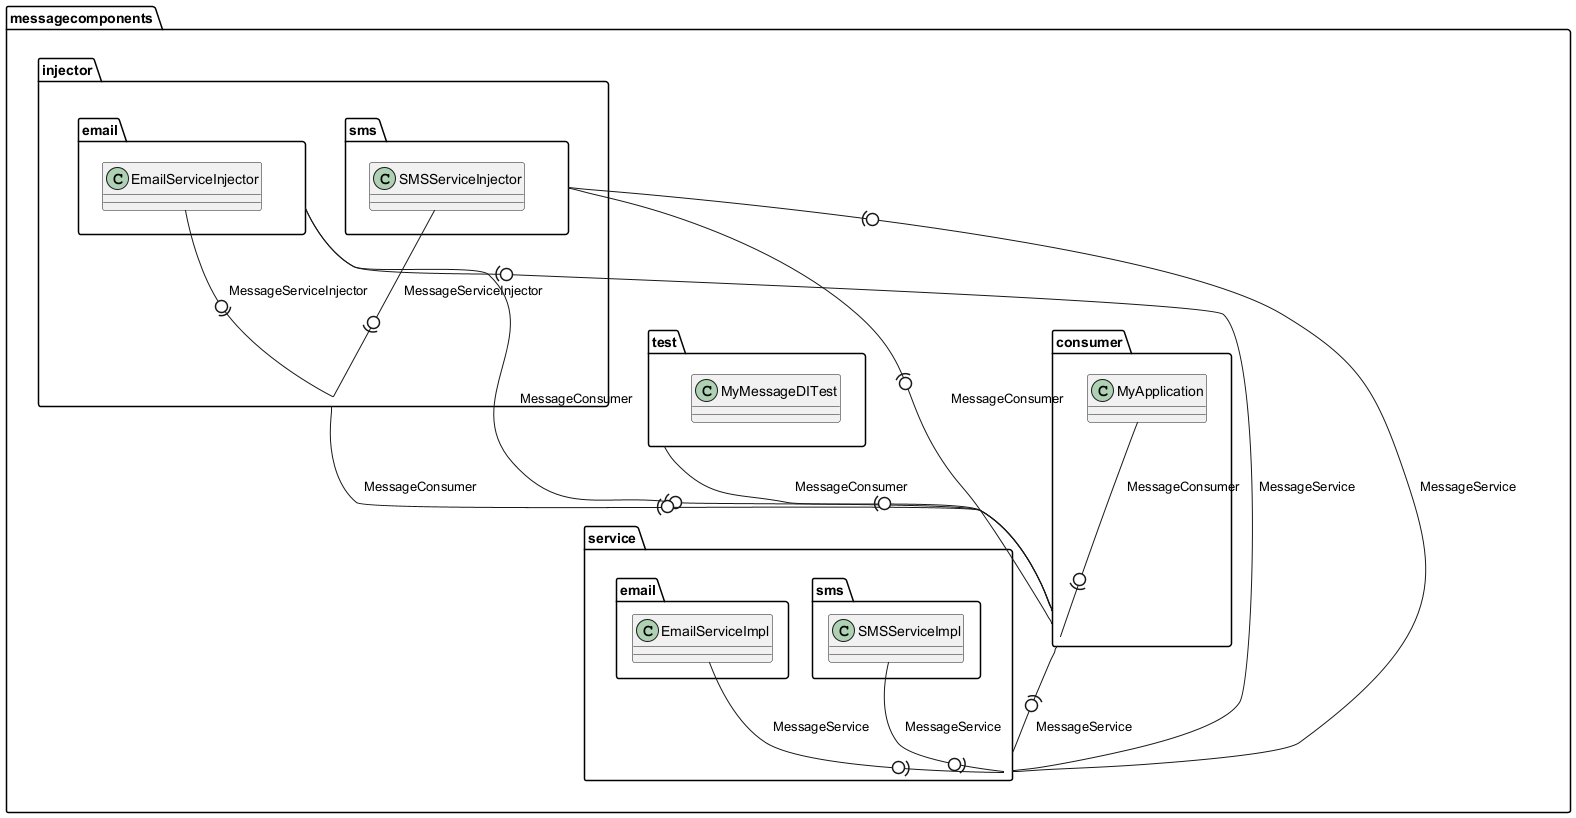 messagecomponents
injector
email
sms
C EmailServiceInjector
C SMSServiceInjector
MessageServiceInjector
MessageServiceInjector
test
consumer
C MyMessageDITest
C MyApplication
MessageConsumer
MessageConsumer
MessageConsumer
MessageConsumer
MessageConsumer
MessageService
MessageService
service
email
sms
C EmailServiceImpl
C SMSServiceImpl
MessageService
MessageService
MessageService